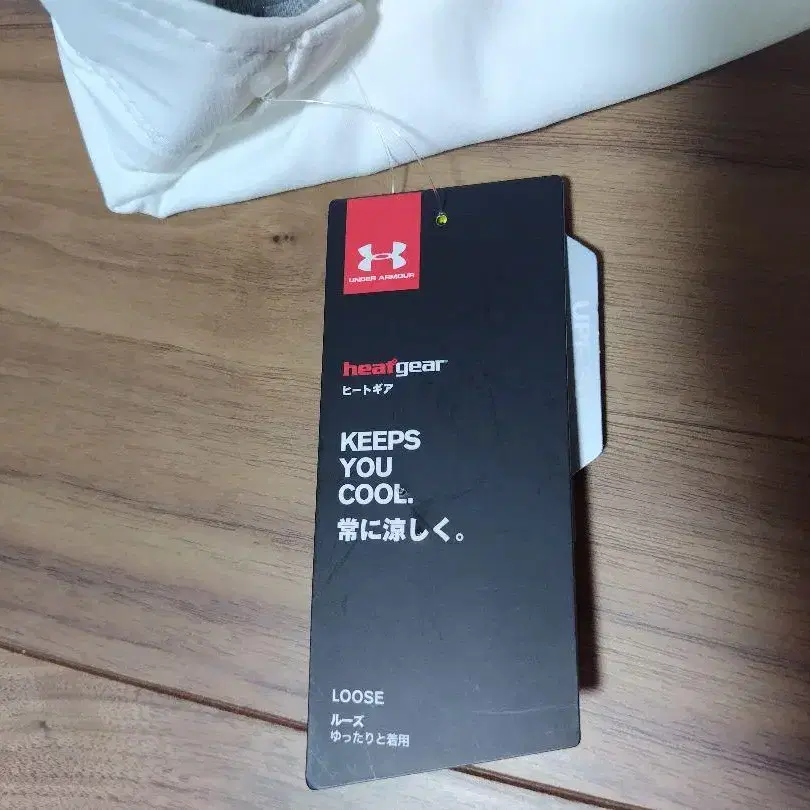 UNDER ARMOUR
heatgear
ヒートギア
KEEPS
YOU
COOL.
常に涼しく。
LOOSE
ルーズ
ゆったりと着用